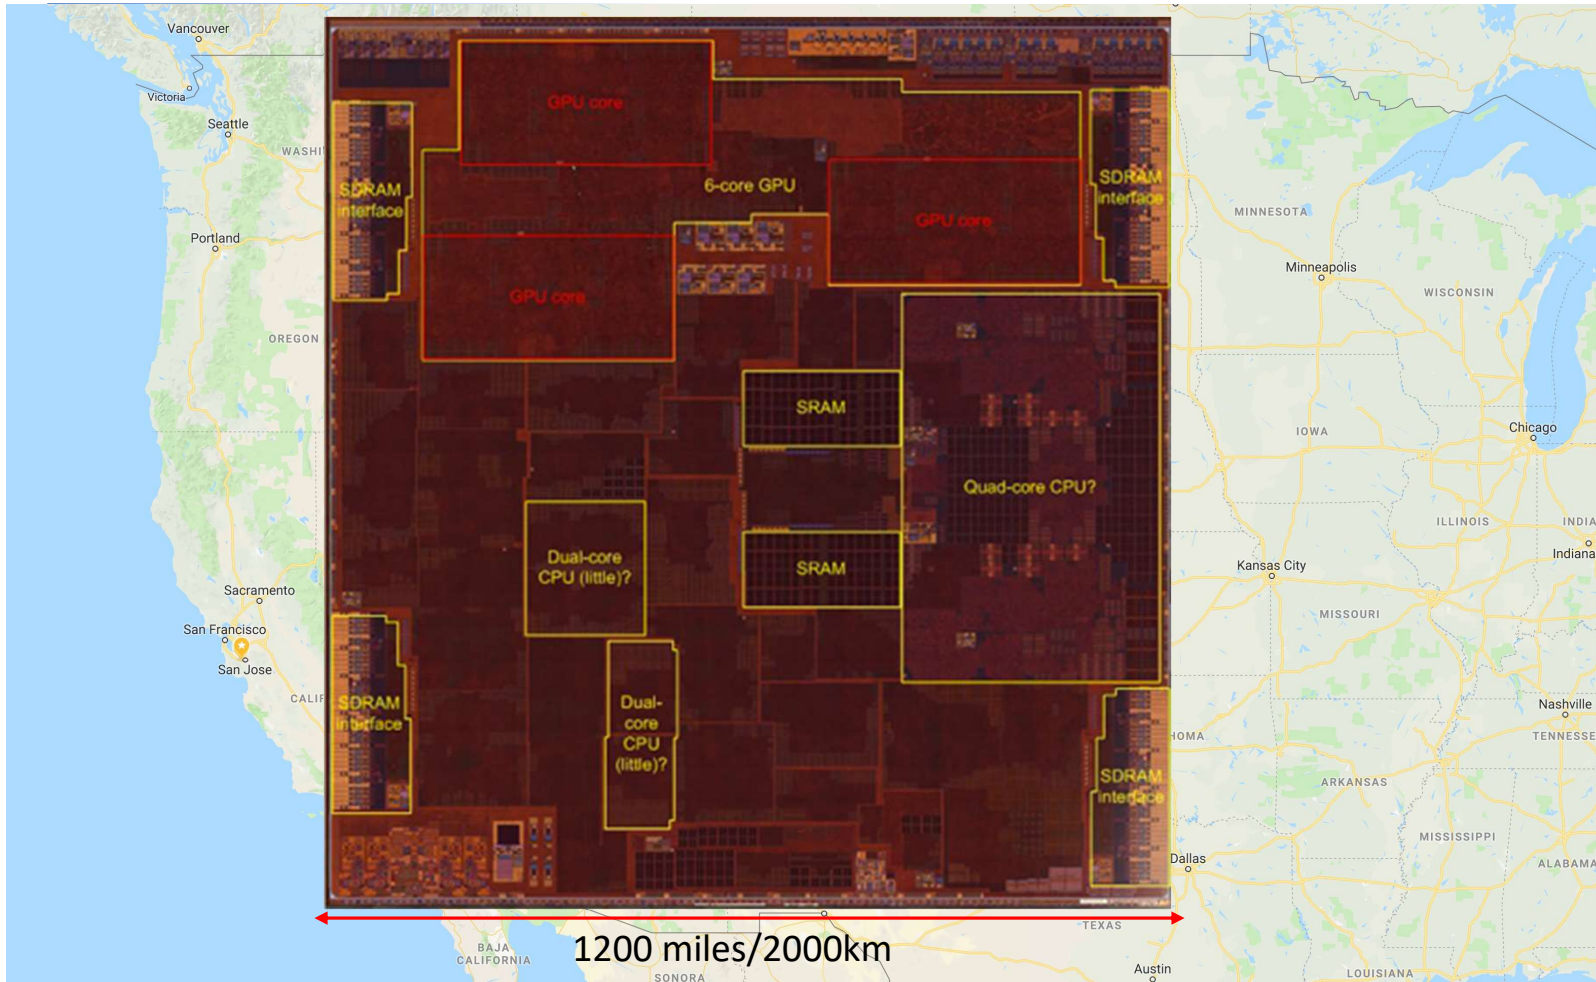 Vancouver
Victoria
Seattle
WASHI
Portland
OREGON
Sacramento
San Francisco
San Jose
CALIF
BAJA
CALIFORNIA
SONORA
GPU core
6-core GPU
GPU core
GPU core
SDRAM
interface
SDRAM
interface
SRAM
Quad-core CPU?
SRAM
Dual-core
CPU (little)?
Dual-
core
CPU
(little)?
SDRAM
interface
SDRAM
interface
1200 miles/2000km
MINNESOTA
Minneapolis
WISCONSIN
IOWA
Chicago
ILLINOIS
INDIA
Indiana
Kansas City
MISSOURI
Nashville
TENNESSE
HOMA
ARKANSAS
MISSISSIPPI
ALABAMA
Dallas
TEXAS
Austin
LOUISIANA